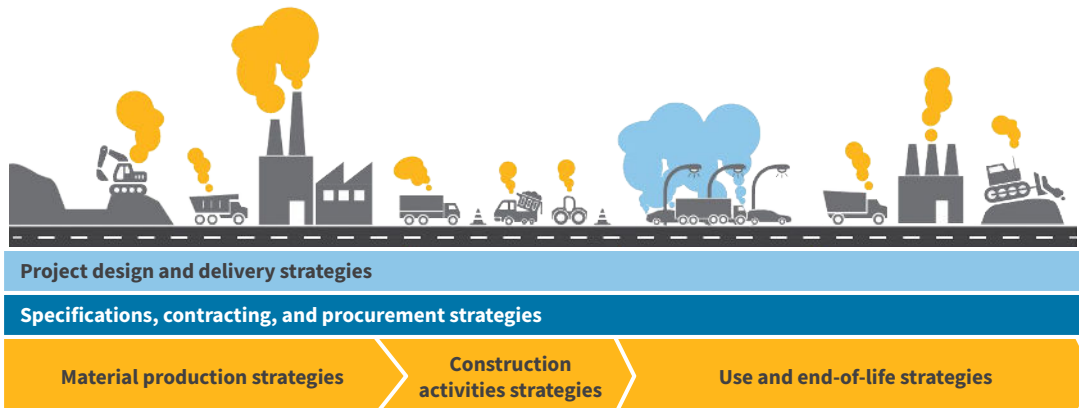 Project design and delivery strategies
Specifications, contracting, and procurement strategies
Material production strategies
Construction
activities strategies
Use and end-of-life strategies